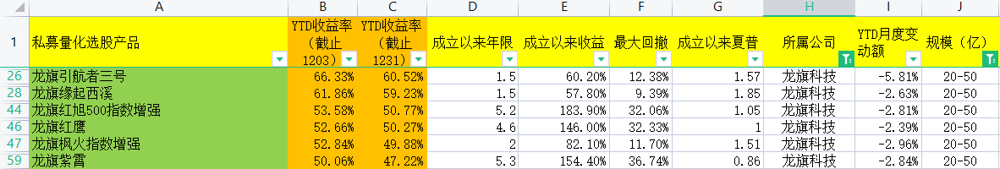 A B C D E F G H I J
1 私募量化选股产品 YTD收益率（截止1203） YTD收益率（截止1231） 成立以来年限 成立以来收益 最大回撤 成立以来夏普 所属公司 YTD月度变动额 规模（亿）
26 龙旗引航者三号 66.33% 60.52% 1.5 60.20% 12.38% 1.57 龙旗科技 -5.81% 20-50
28 龙旗缘起西溪 61.86% 59.23% 1.5 57.80% 9.39% 1.85 龙旗科技 -2.63% 20-50
44 龙旗红旭500指数增强 53.58% 50.77% 5.2 183.90% 32.06% 1.05 龙旗科技 -2.81% 20-50
46 龙旗红鹰 52.66% 50.27% 4.6 146.00% 32.33% 1 龙旗科技 -2.39% 20-50
47 龙旗枫火指数增强 52.84% 49.88% 2 82.10% 11.70% 1.51 龙旗科技 -2.96% 20-50
59 龙旗紫霄 50.06% 47.22% 5.3 154.40% 36.74% 0.86 龙旗科技 -2.84% 20-50